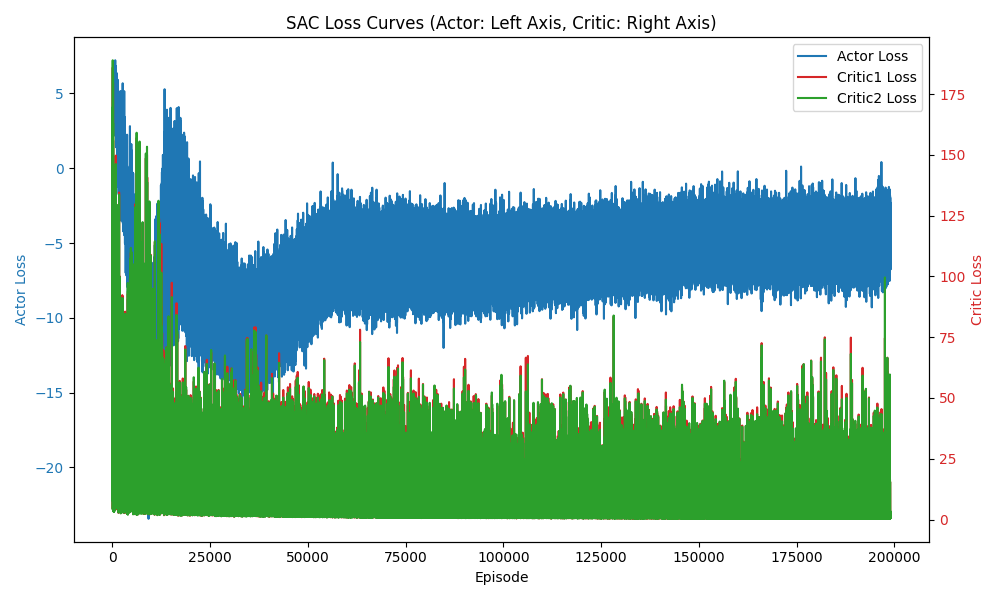 SAC Loss Curves (Actor: Left Axis, Critic: Right Axis)
Actor Loss
Critic1 Loss
Critic2 Loss
5
0
−5
−10
−15
−20
Actor Loss
175
150
125
100
75
50
25
0
Critic Loss
0 25000 50000 75000 100000 125000 150000 175000 200000
Episode